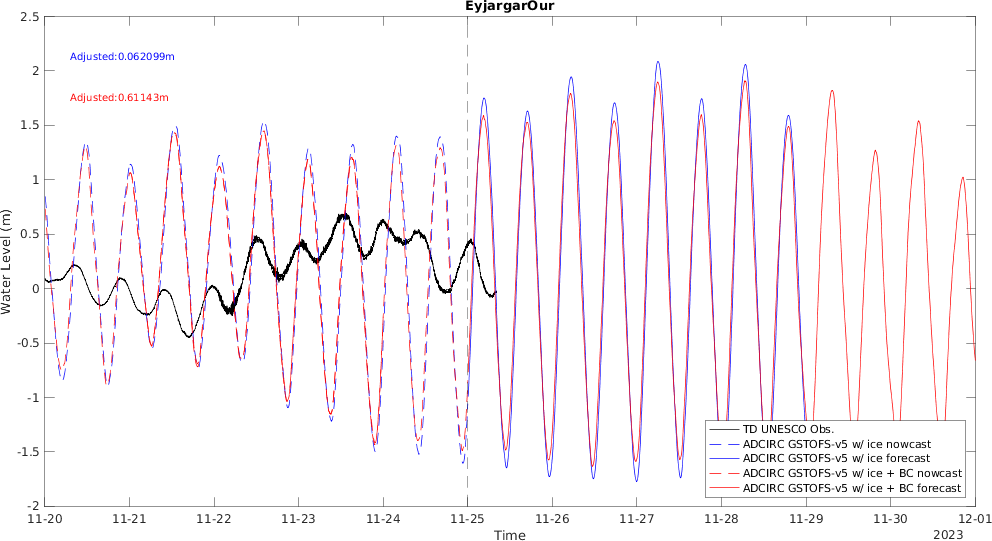 EyjargarOur
2.5
2
1.5
1
0.5
0
-0.5
-1
-1.5
-2
Water Level (m)
Adjusted:0.062099m
Adjusted:0.61143m
TD UNESCO Obs.
ADCIRC GSTOFS-v5 w/ ice nowcast
ADCIRC GSTOFS-v5 w/ ice forecast
ADCIRC GSTOFS-v5 w/ ice + BC nowcast
ADCIRC GSTOFS-v5 w/ ice + BC forecast
11-20 11-21 11-22 11-23 11-24 11-25 11-26 11-27 11-28 11-29 11-30 12-01
Time
2023